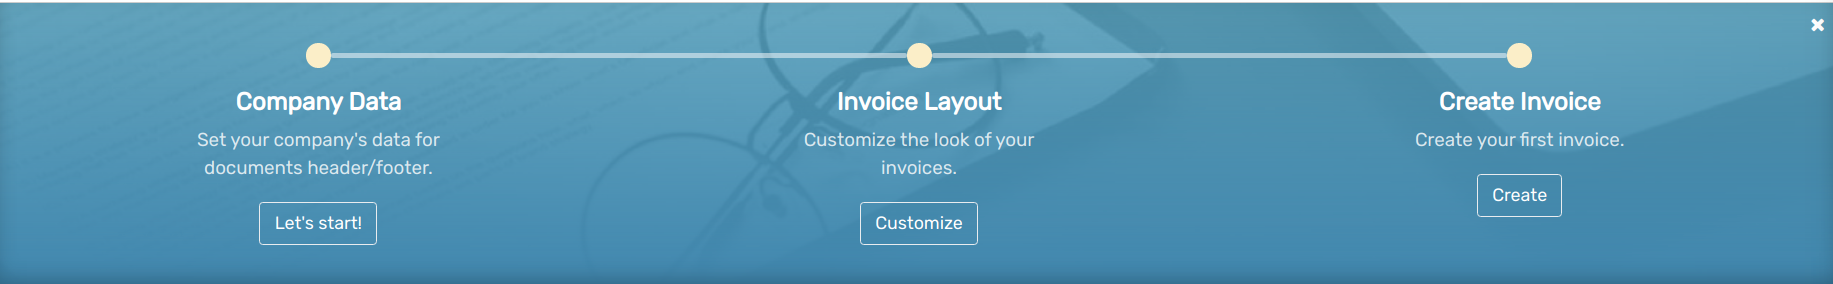 Company Data
Set your company's data for
documents header/footer.
Let's start!
Invoice Layout
Customize the look of your
invoices.
Customize
Create Invoice
Create your first invoice.
Create